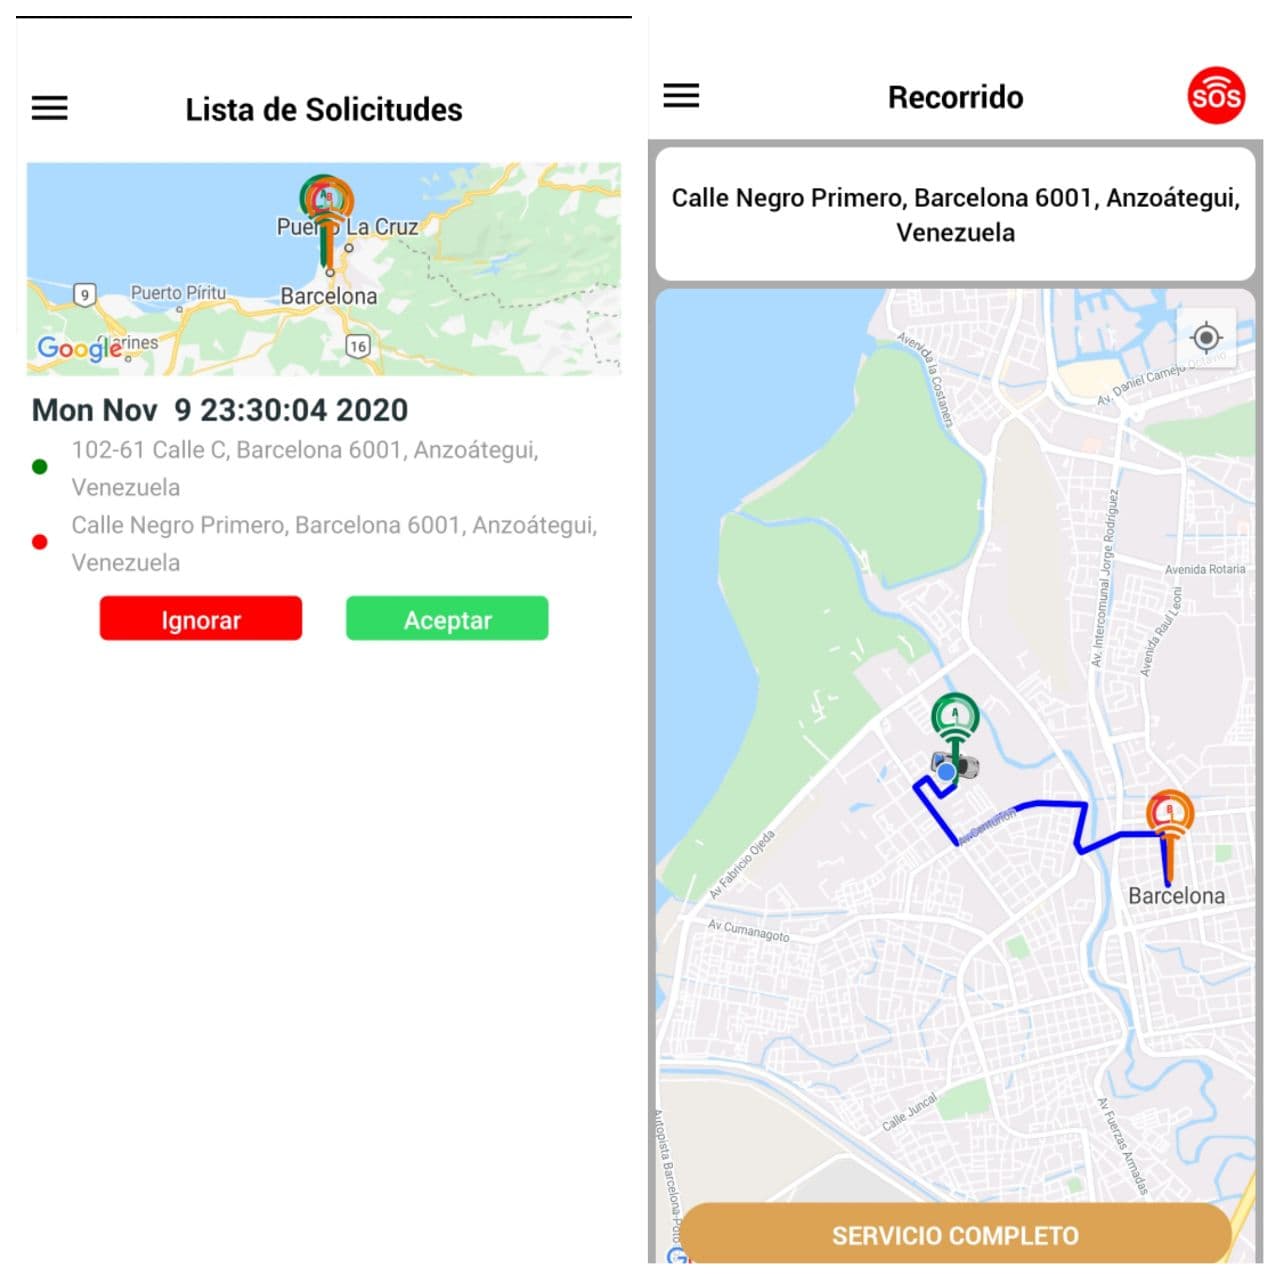 Lista de Solicitudes
A B
Puerto La Cruz
9
Puerto Píritu
Barcelona
16
Google
Mon Nov  9 23:30:04 2020
102-61 Calle C, Barcelona 6001, Anzoátegui,
Venezuela
Calle Negro Primero, Barcelona 6001, Anzoátegui,
Venezuela
Ignorar
Aceptar
Recorrido
SOS
Calle Negro Primero, Barcelona 6001, Anzoátegui,
Venezuela
Avenida la Costanera
Av. Daniel Camejo Octavio
Av. Intercomunal Jorge Rodríguez
Avenida Rotaria
Avenida Raul Leoni
A
Av Centurion
B
Av Fabricio Ojeda
Barcelona
Av Cumanagoto
Calle Juncal
Av Fuerzas Armadas
Autopista Barcelona
SERVICIO COMPLETO